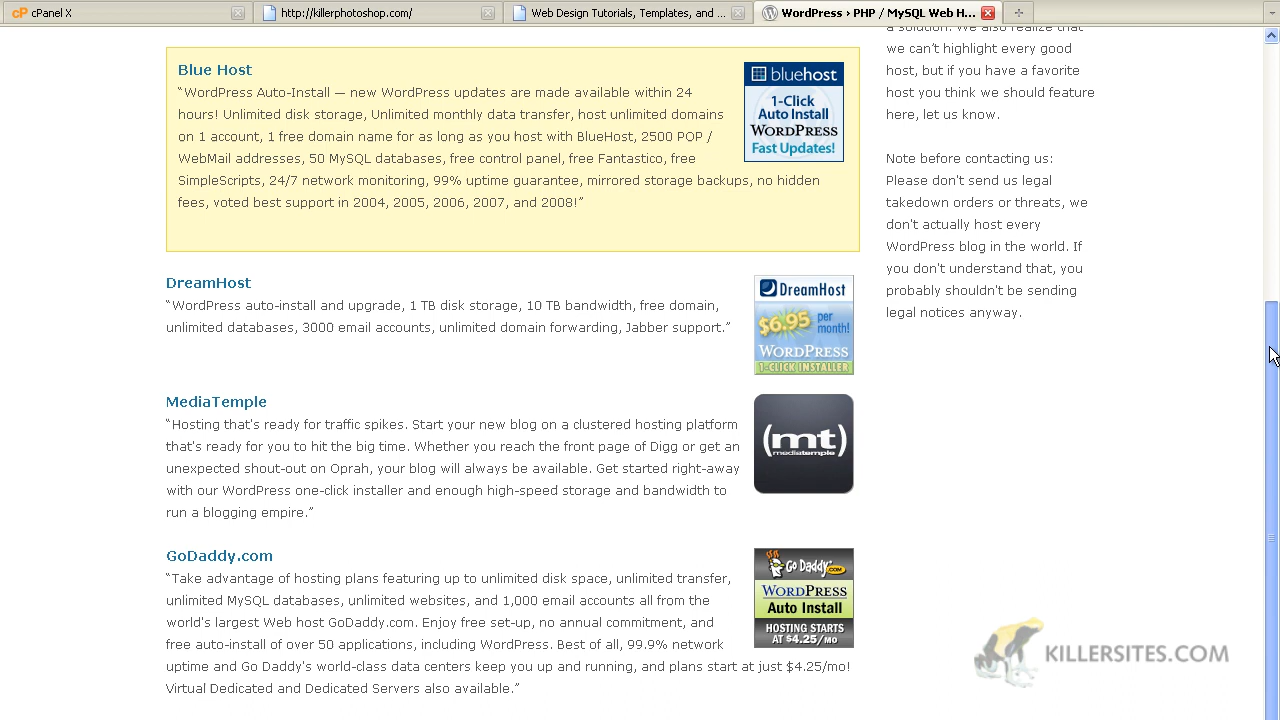 cPanel X
http://killerphotoshop.com/
Web Design Tutorials, Templates, and ...
WordPress › PHP / MySQL Web H...
a solution. We also realize that
we can't highlight every good
host, but if you have a favorite
host you think we should feature
here, let us know.
Note before contacting us:
Please don't send us legal
takedown orders or threats, we
don't actually host every
WordPress blog in the world. If
you don't understand that, you
probably shouldn't be sending
legal notices anyway.
Blue Host
“WordPress Auto-Install — new WordPress updates are made available within 24
hours! Unlimited disk storage, Unlimited monthly data transfer, host unlimited domains
on 1 account, 1 free domain name for as long as you host with BlueHost, 2500 POP /
WebMail addresses, 50 MySQL databases, free control panel, free Fantastico, free
SimpleScripts, 24/7 network monitoring, 99% uptime guarantee, mirrored storage backups, no hidden
fees, voted best support in 2004, 2005, 2006, 2007, and 2008!”
bluehost
1-Click
Auto Install
WORDPRESS
Fast Updates!
DreamHost
“WordPress auto-install and upgrade, 1 TB disk storage, 10 TB bandwidth, free domain,
unlimited databases, 3000 email accounts, unlimited domain forwarding, Jabber support.”
DreamHost
$6.95 per
month!
WORDPRESS
1-CLICK INSTALLER
MediaTemple
“Hosting that's ready for traffic spikes. Start your new blog on a clustered hosting platform
that's ready for you to hit the big time. Whether you reach the front page of Digg or get an
unexpected shout-out on Oprah, your blog will always be available. Get started right-away
with our WordPress one-click installer and enough high-speed storage and bandwidth to
run a blogging empire.”
(mt)
mediatemple
GoDaddy.com
“Take advantage of hosting plans featuring up to unlimited disk space, unlimited transfer,
unlimited MySQL databases, unlimited websites, and 1,000 email accounts all from the
world's largest Web host GoDaddy.com. Enjoy free set-up, no annual commitment, and
free auto-install of over 50 applications, including WordPress. Best of all, 99.9% network
uptime and Go Daddy's world-class data centers keep you up and running, and plans start at just $4.25/mo!
Virtual Dedicated and Dedicated Servers also available.”
Go Daddy.COM
WORDPRESS
Auto Install
HOSTING STARTS
AT $4.25/MO
KILLERSITES.COM